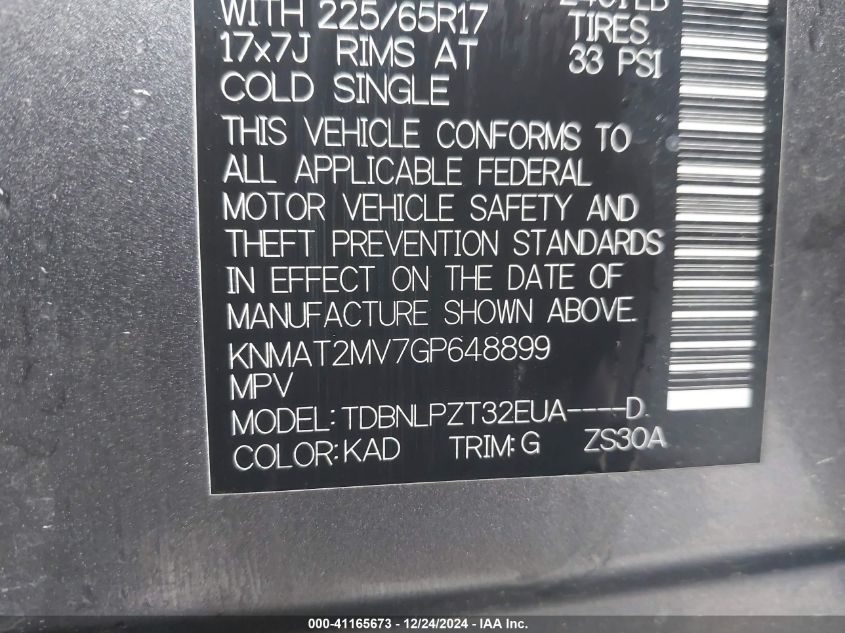 WITH 225/65R17 TIRES
17x7J RIMS AT 33 PSI
COLD SINGLE
THIS VEHICLE CONFORMS TO
ALL APPLICABLE FEDERAL
MOTOR VEHICLE SAFETY AND
THEFT PREVENTION STANDARDS
IN EFFECT ON THE DATE OF
MANUFACTURE SHOWN ABOVE.
KNMAT2MV7GP648899
MPV
MODEL:TDBNLPZT32EUA----D.
COLOR:KAD TRIM:G ZS30A
000-41165673 - 12/24/2024 - IAA Inc.